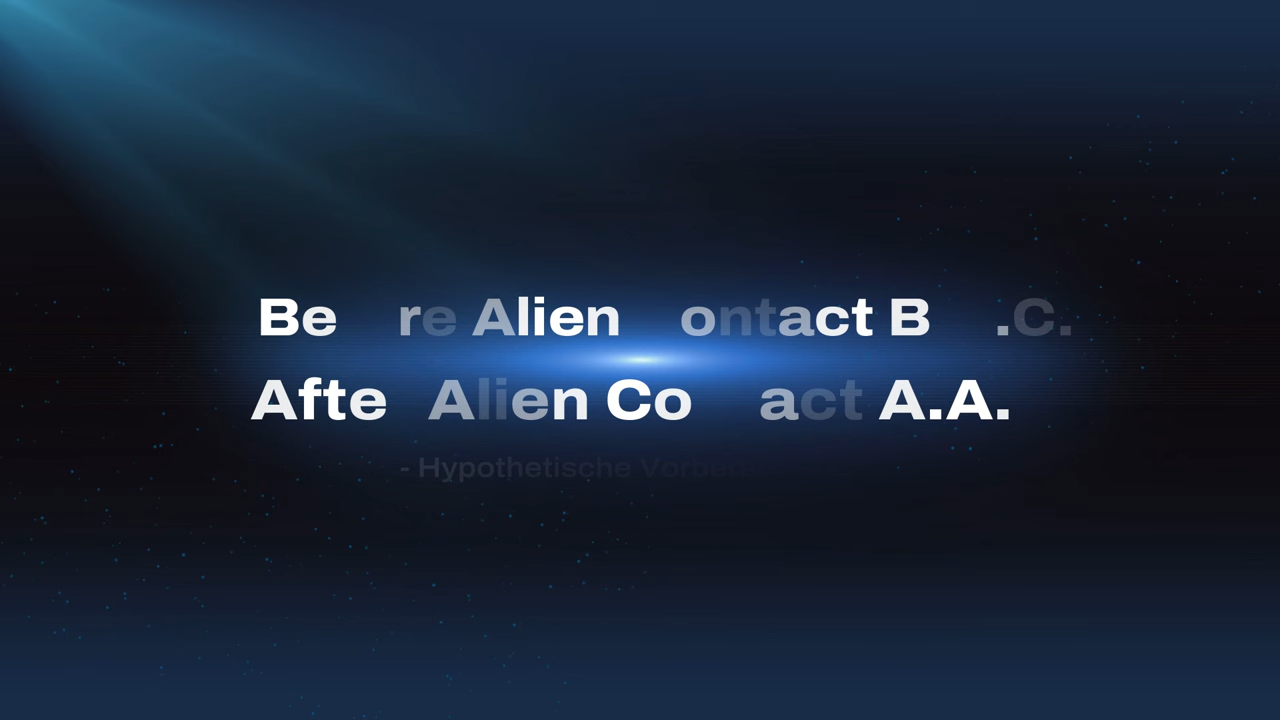 Be re Alien ontact B .C.
Afte Alien Co act A.A.
- Hypothetische